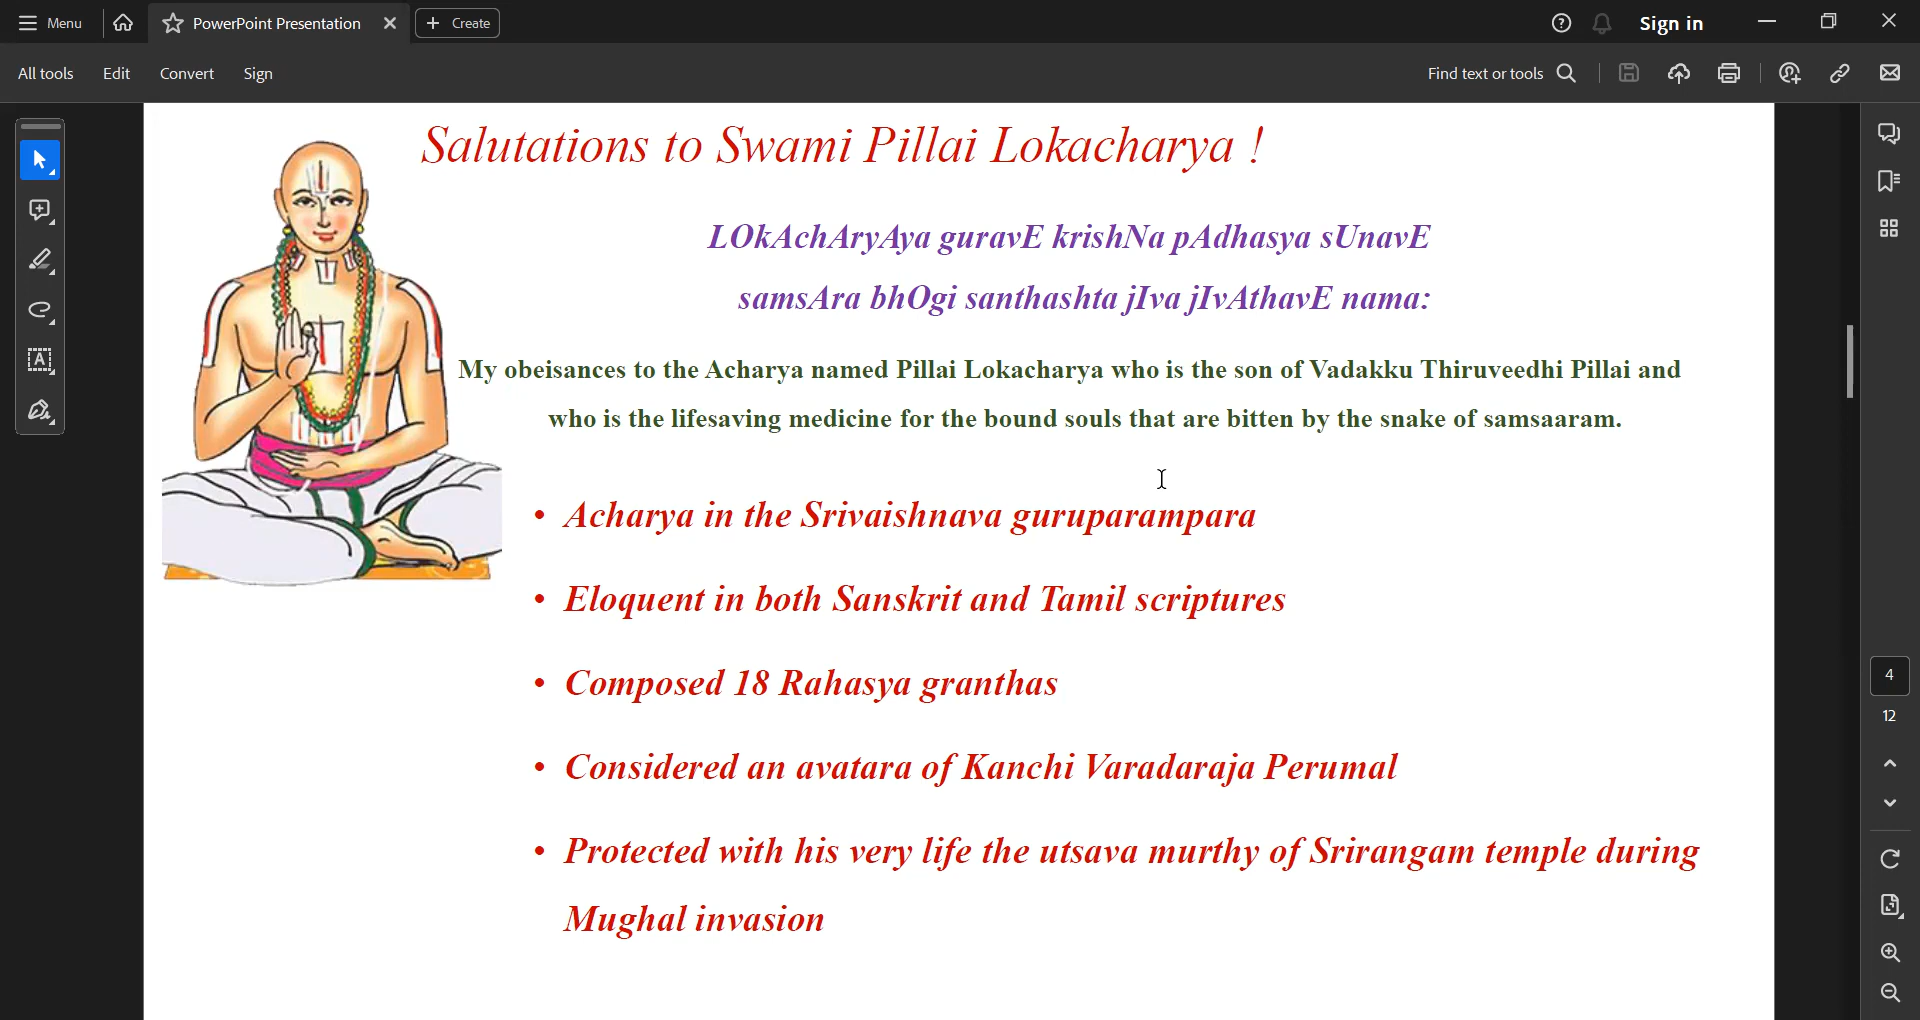 Menu
PowerPoint Presentation
Create
Sign in
All tools
Edit
Convert
Sign
Find text or tools
Salutations to Swami Pillai Lokacharya !
LOkAchAryAya guravE krishNa pAdhasya sUnavE
samsAra bhOgi santhashta jIva jIvAthavE nama:
My obeisances to the Acharya named Pillai Lokacharya who is the son of Vadakku Thiruveedhi Pillai and
who is the lifesaving medicine for the bound souls that are bitten by the snake of samsaaram.
• Acharya in the Srivaishnava guruparampara
• Eloquent in both Sanskrit and Tamil scriptures
• Composed 18 Rahasya granthas
• Considered an avatara of Kanchi Varadaraja Perumal
• Protected with his very life the utsava murthy of Srirangam temple during
Mughal invasion
4
12